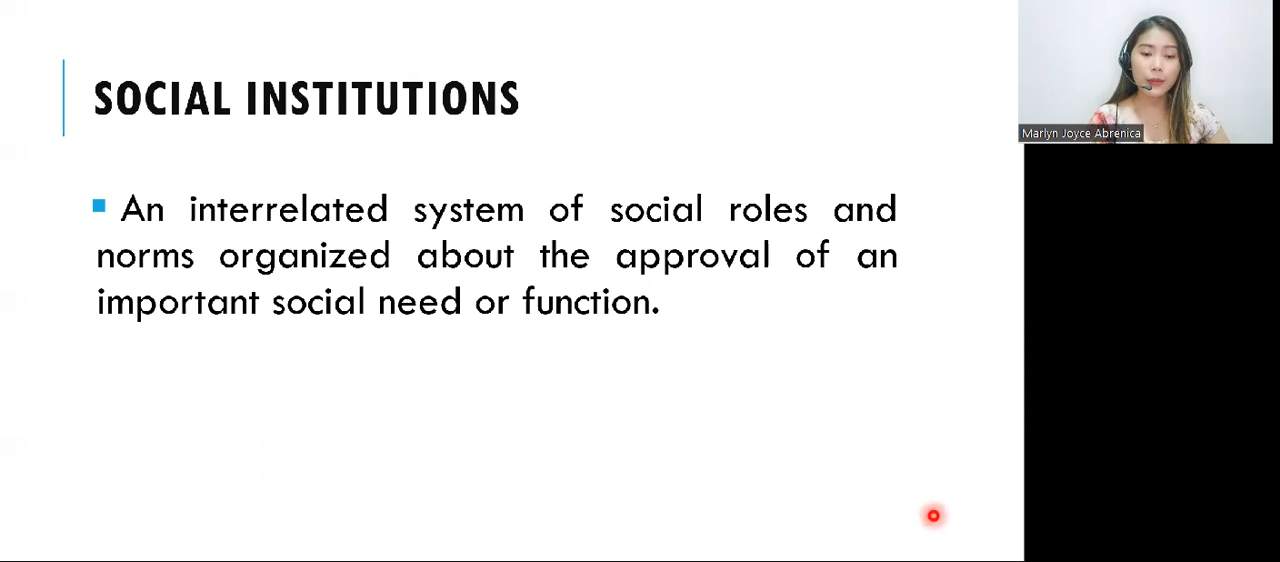 SOCIAL INSTITUTIONS
An interrelated system of social roles and
norms organized about the approval of an
important social need or function.
Marlyn Joyce Abrenica